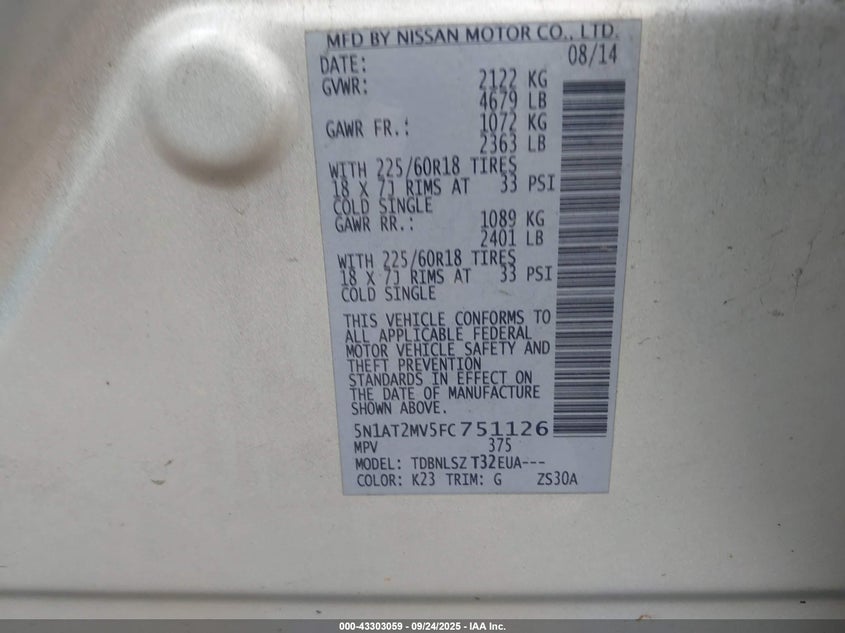 MFD BY NISSAN MOTOR CO., LTD.
DATE: 08/14
GVWR: 2122 KG
4679 LB
GAWR FR.: 1072 KG
2363 LB
WITH 225/60R18 TIRES
18 X 7J RIMS AT 33 PSI
COLD SINGLE
GAWR RR.: 1089 KG
2401 LB
WITH 225/60R18 TIRES
18 X 7J RIMS AT 33 PSI
COLD SINGLE
THIS VEHICLE CONFORMS TO
ALL APPLICABLE FEDERAL
MOTOR VEHICLE SAFETY AND
THEFT PREVENTION
STANDARDS IN EFFECT ON
THE DATE OF MANUFACTURE
SHOWN ABOVE.
5N1AT2MV5FC751126
MPV 375
MODEL: TDBNLSZ T32EUA---
COLOR: K23 TRIM: G ZS30A
000-43303059 - 09/24/2025 - IAA Inc.